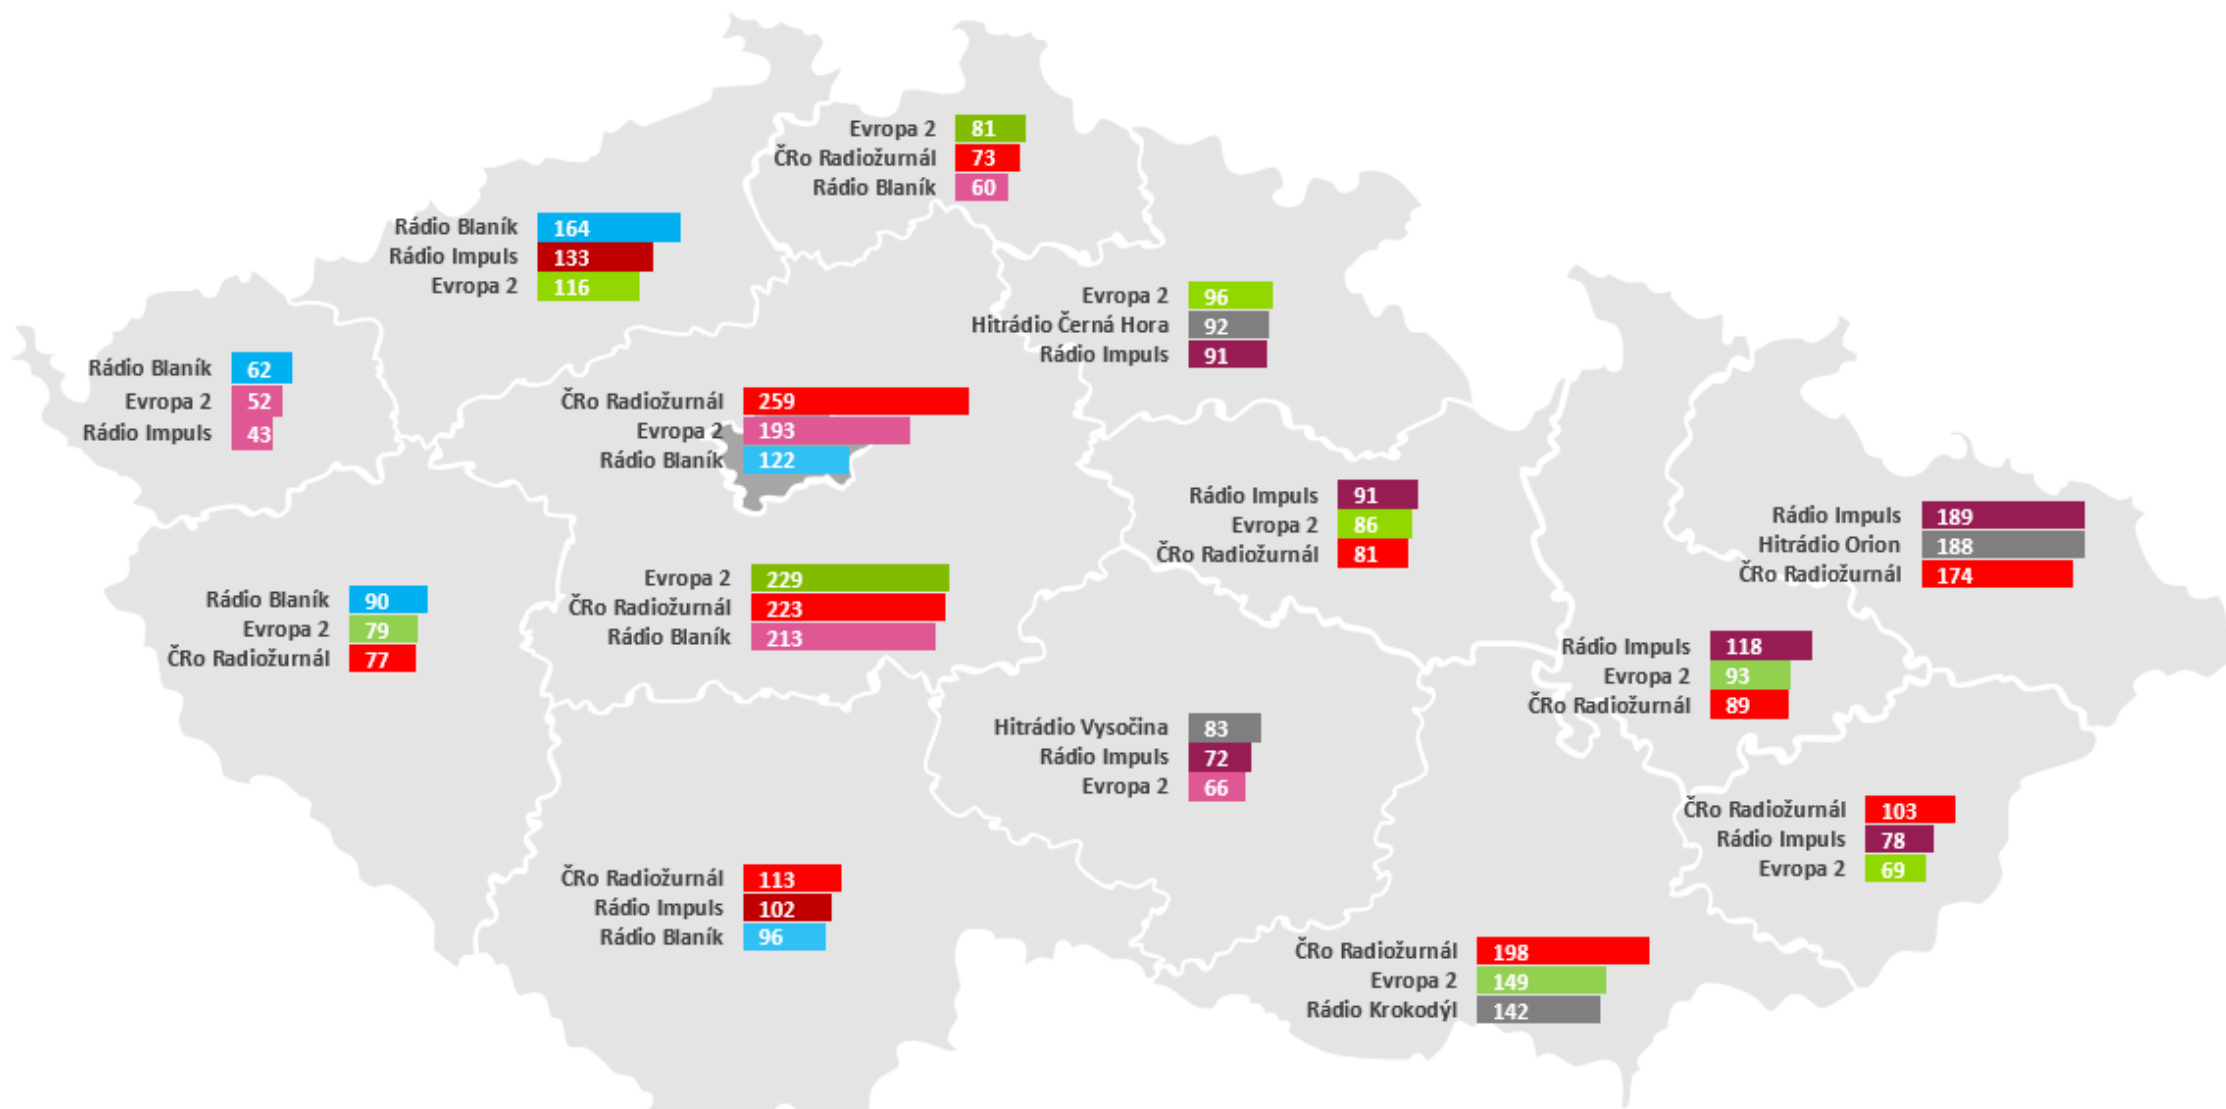 Evropa 2 81
ČRo Radiožurnál 73
Rádio Blaník 60
Rádio Blaník 164
Rádio Impuls 133
Evropa 2 116
Evropa 2 96
Hitrádio Černá Hora 92
Rádio Impuls 91
Rádio Blaník 62
Evropa 2 52
Rádio Impuls 43
ČRo Radiožurnál 259
Evropa 2 193
Rádio Blaník 122
Rádio Impuls 91
Evropa 2 86
ČRo Radiožurnál 81
Rádio Impuls 189
Hitrádio Orion 188
ČRo Radiožurnál 174
Rádio Blaník 90
Evropa 2 79
ČRo Radiožurnál 77
Evropa 2 229
ČRo Radiožurnál 223
Rádio Blaník 213
Rádio Impuls 118
Evropa 2 93
ČRo Radiožurnál 89
Hitrádio Vysočina 83
Rádio Impuls 72
Evropa 2 66
ČRo Radiožurnál 103
Rádio Impuls 78
Evropa 2 69
ČRo Radiožurnál 113
Rádio Impuls 102
Rádio Blaník 96
ČRo Radiožurnál 198
Evropa 2 149
Rádio Krokodýl 142